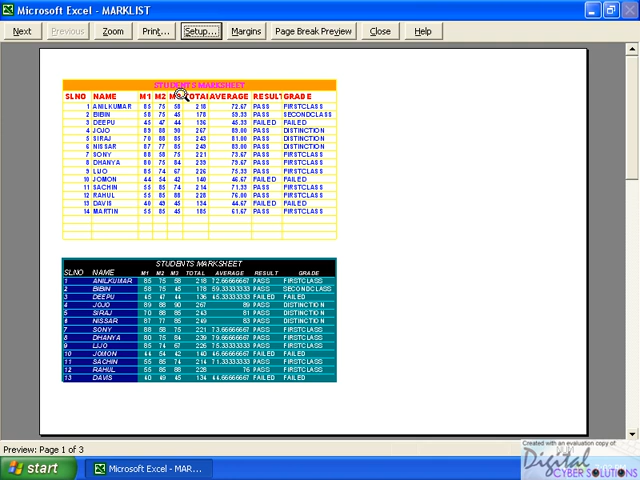 Microsoft Excel - MARKLIST
Next Previous Zoom Print... Setup... Margins Page Break Preview Close Help
STUDENTS MARKSHEET
SLNO NAME M1 M2 M3 TOTAL AVERAGE RESULT GRADE
1 ANILKUMAR 85 75 58 218 72.67 PASS FIRSTCLASS
2 BIBIN 58 75 45 178 59.33 PASS SECONDCLASS
3 DEEPU 45 47 44 136 45.33 FAILED FAILED
4 JOJO 89 88 90 267 89.00 PASS DISTINCTION
5 SIRAJ 70 88 85 243 81.00 PASS DISTINCTION
6 NISSAR 87 77 85 249 83.00 PASS DISTINCTION
7 SONY 88 58 75 221 73.67 PASS FIRSTCLASS
8 DHANYA 80 75 84 239 79.67 PASS FIRSTCLASS
9 LIJO 85 74 67 226 75.33 PASS FIRSTCLASS
10 JOMON 44 54 42 140 46.67 FAILED FAILED
11 SACHIN 55 85 74 214 71.33 PASS FIRSTCLASS
12 RAHUL 55 85 88 228 76.00 PASS FIRSTCLASS
13 DAVIS 40 49 45 134 44.67 FAILED FAILED
14 MARTIN 55 85 45 185 61.67 PASS FIRSTCLASS
STUDENTS MARKSHEET
SLNO NAME M1 M2 M3 TOTAL AVERAGE RESULT GRADE
1 ANILKUMAR 85 75 58 218 72.66666667 PASS FIRSTCLASS
2 BIBIN 58 75 45 178 59.33333333 PASS SECONDCLASS
3 DEEPU 45 47 44 136 45.33333333 FAILED FAILED
4 JOJO 89 88 90 267 89 PASS DISTINCTION
5 SIRAJ 70 88 85 243 81 PASS DISTINCTION
6 NISSAR 87 77 85 249 83 PASS DISTINCTION
7 SONY 88 58 75 221 73.66666667 PASS FIRSTCLASS
8 DHANYA 80 75 84 239 79.66666667 PASS FIRSTCLASS
9 LIJO 85 74 67 226 75.33333333 PASS FIRSTCLASS
10 JOMON 44 54 42 140 46.66666667 FAILED FAILED
11 SACHIN 55 85 74 214 71.33333333 PASS FIRSTCLASS
12 RAHUL 55 85 88 228 76 PASS FIRSTCLASS
13 DAVIS 40 49 45 134 44.66666667 FAILED FAILED
Preview: Page 1 of 3
NUM
Created with an evaluation copy of:
Digital
CYBER SOLUTIONS
start Microsoft Excel - MAR...